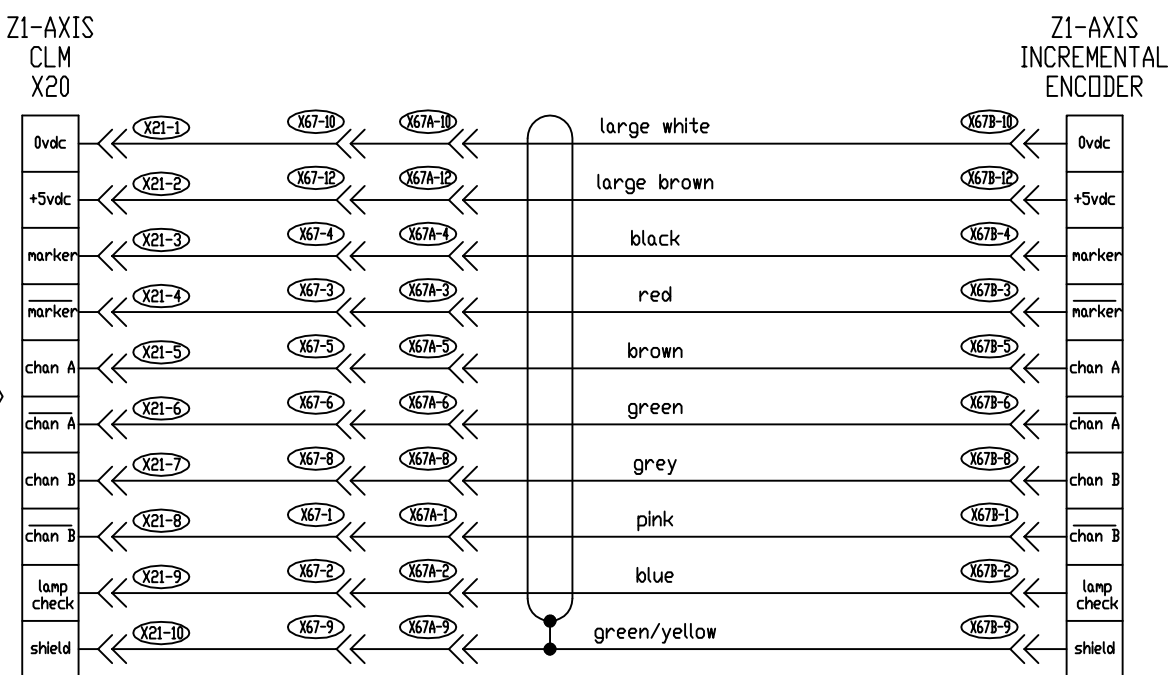 Z1-AXIS
CLM
X20
Z1-AXIS
INCREMENTAL
ENCODER
0vdc X21-1 X67-10 X67A-10 large white X67B-10 0vdc
+5vdc X21-2 X67-12 X67A-12 large brown X67B-12 +5vdc
marker X21-3 X67-4 X67A-4 black X67B-4 marker
marker X21-4 X67-3 X67A-3 red X67B-3 marker
chan A X21-5 X67-5 X67A-5 brown X67B-5 chan A
chan A X21-6 X67-6 X67A-6 green X67B-6 chan A
chan B X21-7 X67-8 X67A-8 grey X67B-8 chan B
chan B X21-8 X67-1 X67A-1 pink X67B-1 chan B
lamp check X21-9 X67-2 X67A-2 blue X67B-2 lamp check
shield X21-10 X67-9 X67A-9 green/yellow X67B-9 shield